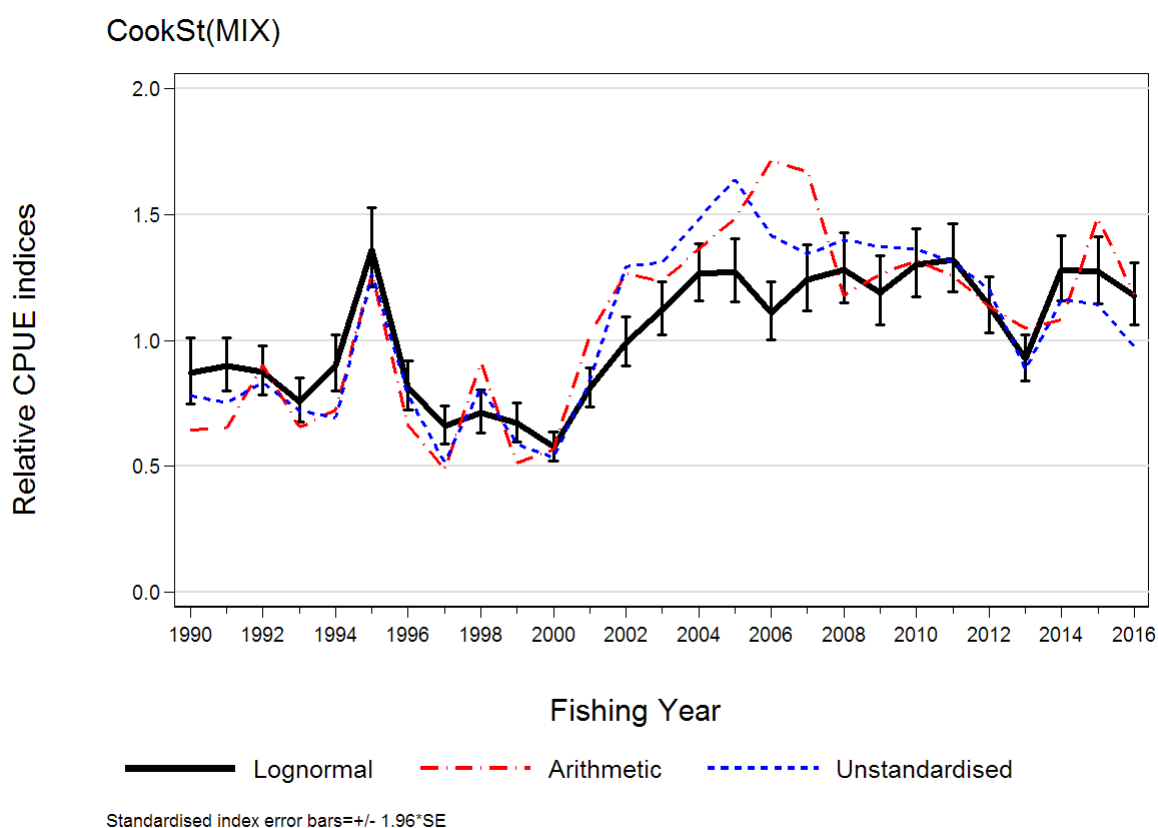 CookSt(MIX)
Relative CPUE indices
2.0
1.5
1.0
0.5
0.0
1990 1992 1994 1996 1998 2000 2002 2004 2006 2008 2010 2012 2014 2016
Fishing Year
Lognormal Arithmetic Unstandardised
Standardised index error bars=+/- 1.96*SE